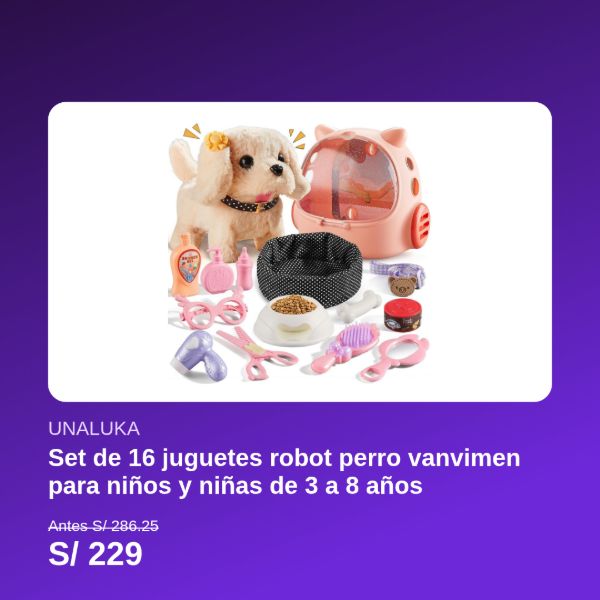 UNALUKA
Set de 16 juguetes robot perro vanvimen
para niños y niñas de 3 a 8 años
Antes S/ 286.25
S/ 229